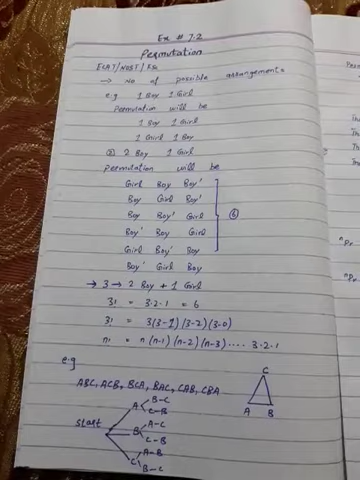 Ex # 7.2
Permutation
ECAT/NUST/
→ No of possible arrangements
e.g 1 Boy 1 Girl
Permutation will be
1 Boy 1 Girl
1 Girl 1 Boy
② 2 Boy 1 Girl
Permutation will be
Girl Boy Boy'
Boy Girl Boy'
Boy Boy' Girl
Boy' Boy Girl
⑥
Girl Boy' Boy
Boy' Girl Boy
→ 3 → 2 Boy + 1 Girl
3! = 3·2·1 = 6
3! = 3(3-1)(3-2)(3-0)
n! = n(n-1)(n-2)(n-3)····· 3·2·1
e.g
ABC, ACB, BCA, BAC, CAB, CBA
C
A B
start
A B-C
C-B
B A-C
C-B
C A-B
B-C